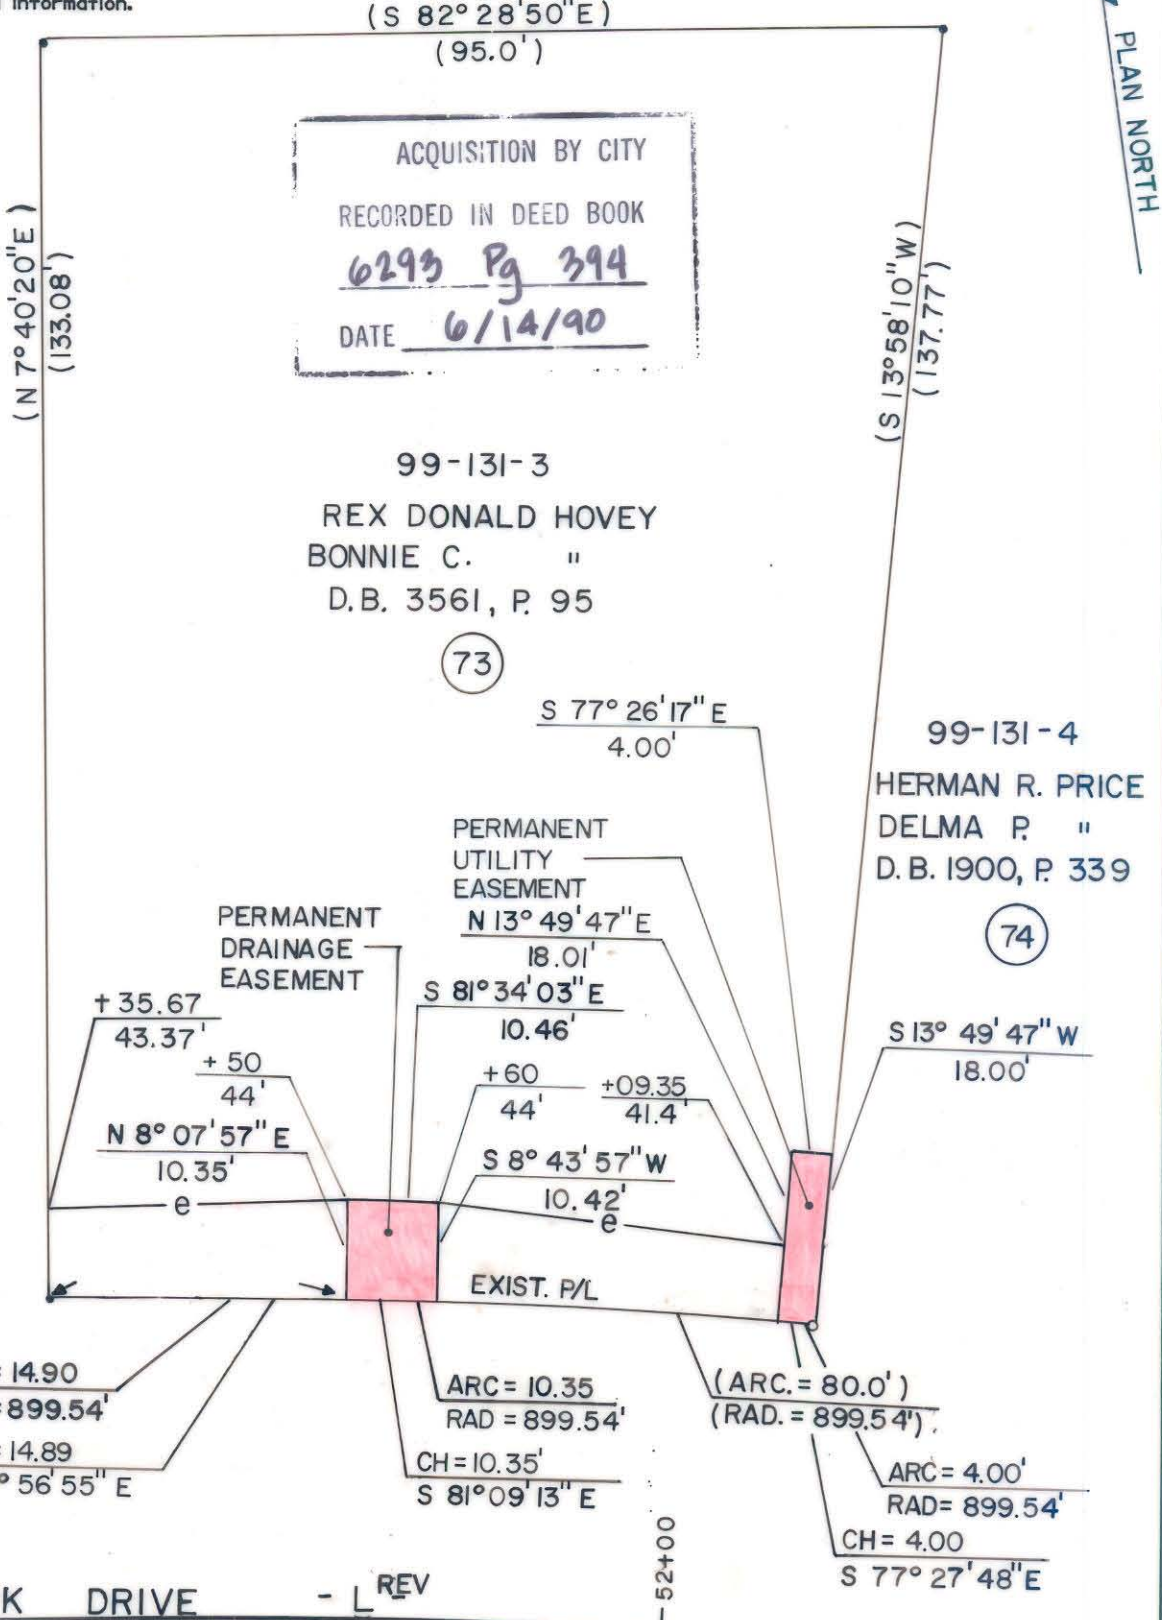 information.
(S 82° 28' 50" E)
(95.0')
PLAN NORTH
ACQUISITION BY CITY
RECORDED IN DEED BOOK
6293 Pg 394
DATE 6/14/90
(N 7° 40' 20" E)
(133.08')
(S 13° 58' 10" W)
(137.77')
99-131-3
REX DONALD HOVEY
BONNIE C. "
D.B. 3561, P. 95
73
S 77° 26' 17" E
4.00'
99-131-4
HERMAN R. PRICE
DELMA P. "
D.B. 1900, P. 339
74
PERMANENT
UTILITY
EASEMENT
N 13° 49' 47" E
18.01'
PERMANENT
DRAINAGE
EASEMENT
S 81° 34' 03" E
10.46'
+ 35.67
43.37'
+ 50
44'
+60
44'
+09.35
41.4'
S 13° 49' 47" W
18.00'
N 8° 07' 57" E
10.35'
S 8° 43' 57" W
10.42'
e
e
EXIST. P/L
= 14.90
= 899.54'
= 14.89
° 56' 55" E
ARC = 10.35
RAD = 899.54'
CH = 10.35'
S 81° 09' 13" E
(ARC. = 80.0')
(RAD. = 899.54')
ARC = 4.00'
RAD = 899.54'
CH = 4.00
S 77° 27' 48" E
52+00
K DRIVE - L REV